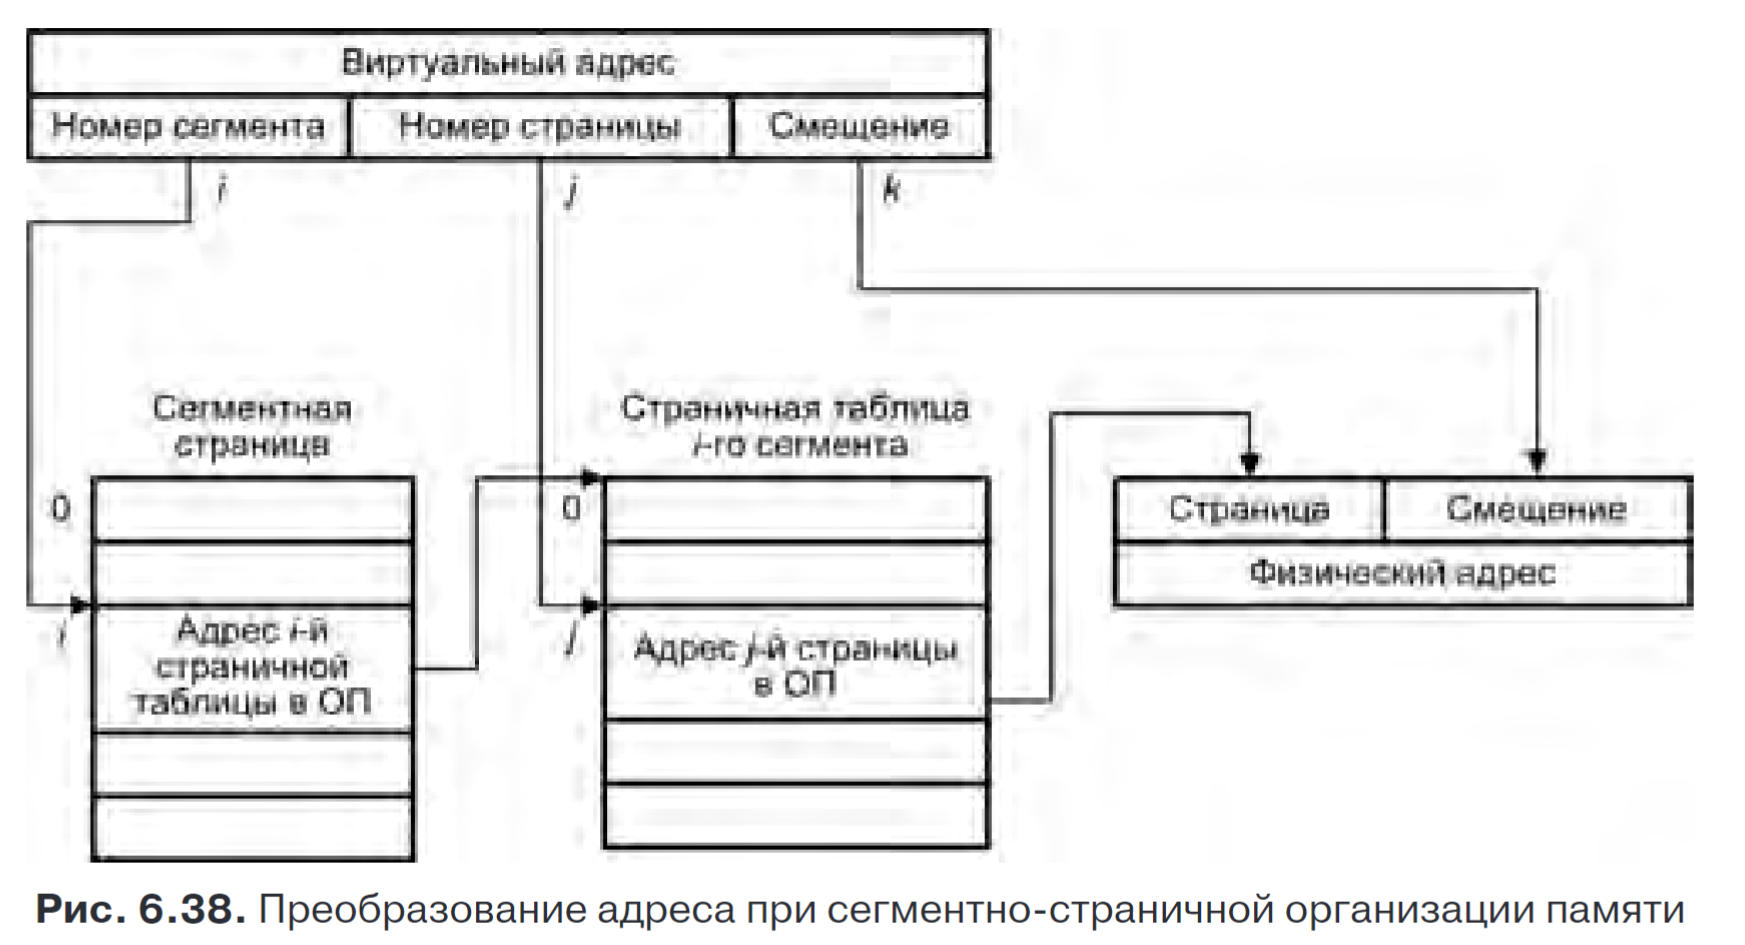 Виртуальный адрес
Номер сегмента Номер страницы Смещение
i j k
Сегментная
страница
Страничная таблица
i-го сегмента
0
0
Страница Смещение
Физический адрес
i
Адрес i-й
страничной
таблицы в ОП
j
Адрес j-й страницы
в ОП
Рис. 6.38. Преобразование адреса при сегментно-страничной организации памяти